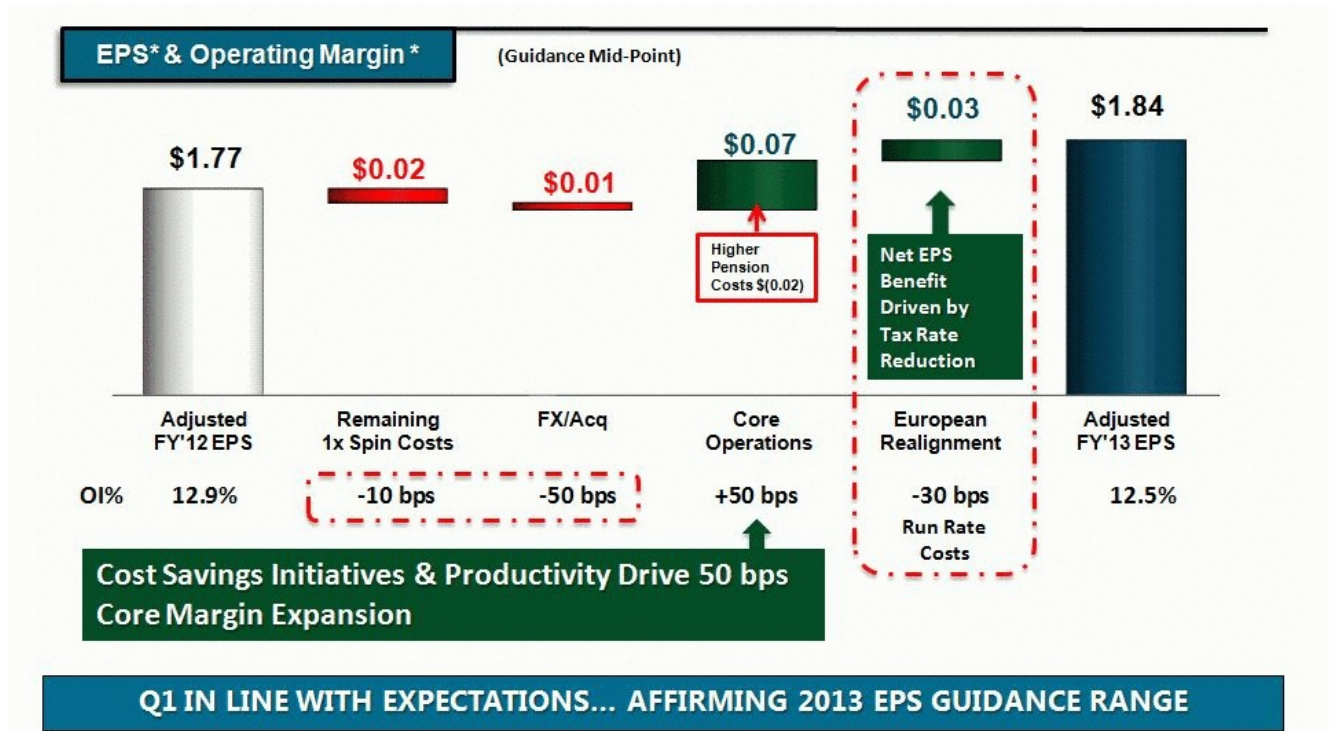 EPS* & Operating Margin *
(Guidance Mid-Point)
$1.77
$0.02
$0.01
$0.07
$0.03
$1.84
Higher
Pension
Costs $(0.02)
Net EPS
Benefit
Driven by
Tax Rate
Reduction
Adjusted
FY'12 EPS
Remaining
1x Spin Costs
FX/Acq
Core
Operations
European
Realignment
Adjusted
FY'13 EPS
OI% 12.9% -10 bps -50 bps +50 bps -30 bps 12.5%
Run Rate
Costs
Cost Savings Initiatives & Productivity Drive 50 bps
Core Margin Expansion
Q1 IN LINE WITH EXPECTATIONS... AFFIRMING 2013 EPS GUIDANCE RANGE